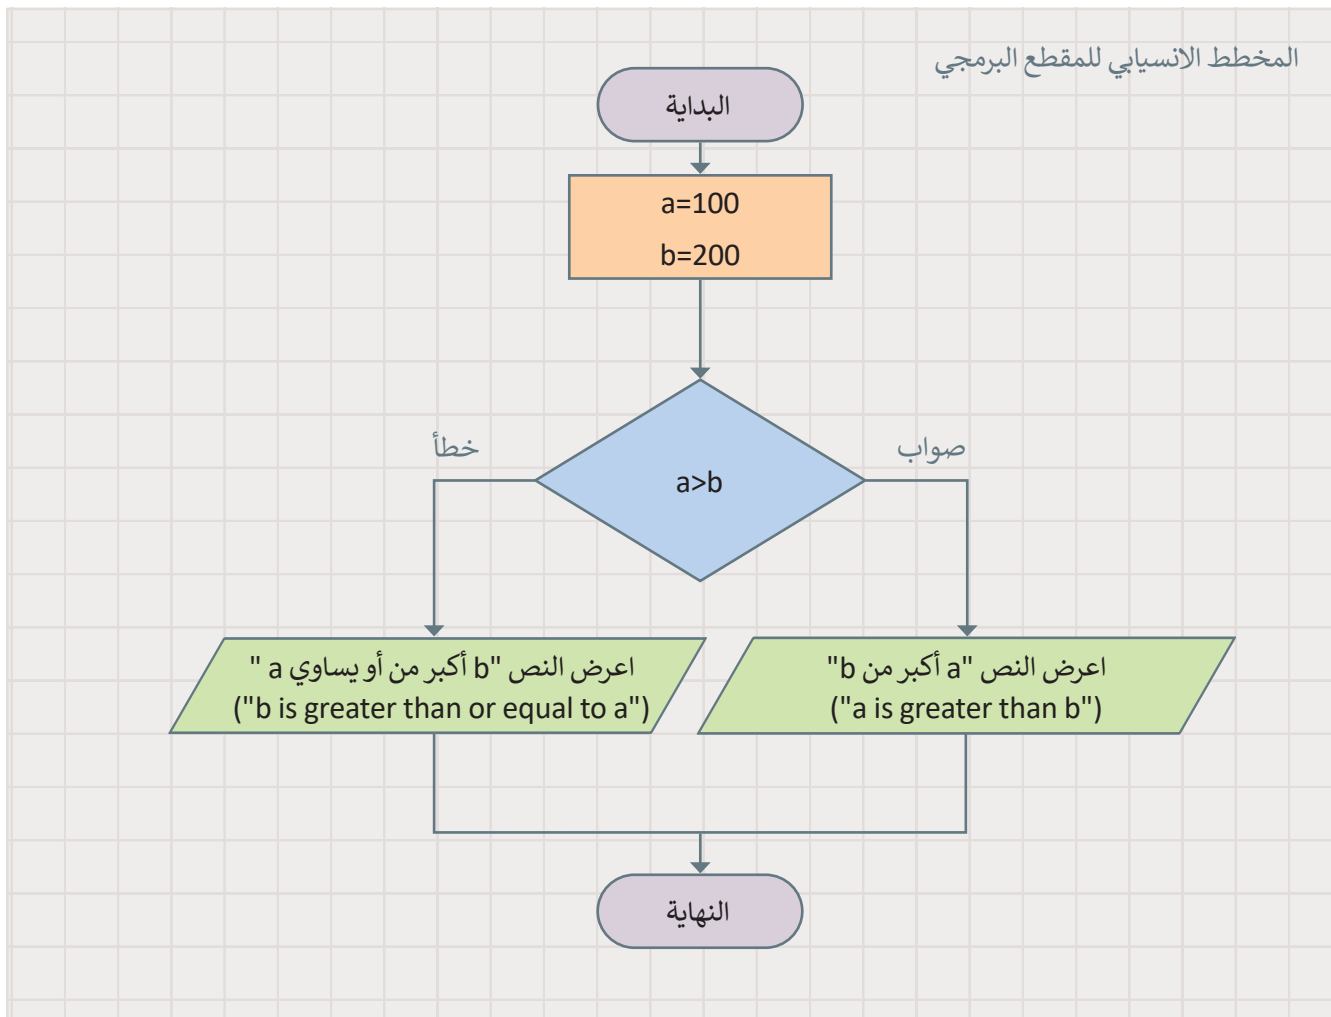 المخطط الانسيابي للمقطع البرمجي
البداية
a=100
b=200
a>b
صواب
خطأ
اعرض النص "a أكبر من b"
("a is greater than b")
اعرض النص "b أكبر من أو يساوي a "
("b is greater than or equal to a")
النهاية